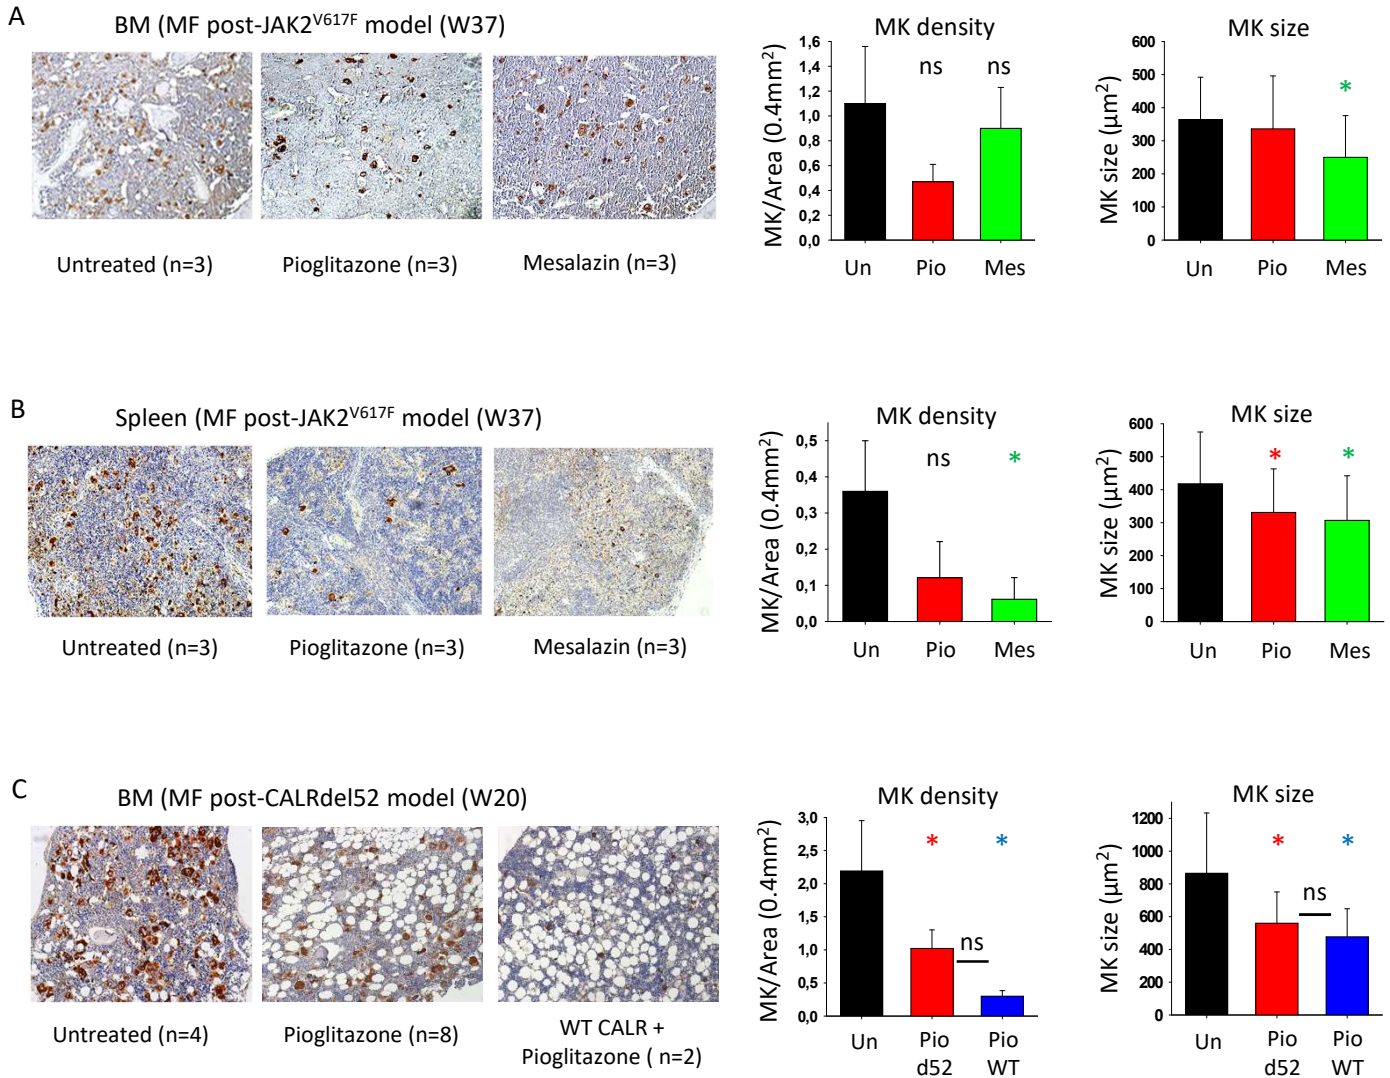 A
BM (MF post-JAK2V617F model (W37)
Untreated (n=3)
Pioglitazone (n=3)
Mesalazin (n=3)
MK density
MK/Area (0.4mm2)
1,6
1,4
1,2
1,0
0,8
0,6
0,4
0,2
0,0
ns
ns
Un Pio Mes
MK size
MK size (µm2)
600
500
400
300
200
100
0
*
Un Pio Mes
B
Spleen (MF post-JAK2V617F model (W37)
Untreated (n=3)
Pioglitazone (n=3)
Mesalazin (n=3)
MK density
MK/Area (0.4mm2)
0,5
0,4
0,3
0,2
0,1
0,0
ns
*
Un Pio Mes
MK size
MK size (µm2)
600
500
400
300
200
100
0
*
*
Un Pio Mes
C
BM (MF post-CALRdel52 model (W20)
Untreated (n=4)
Pioglitazone (n=8)
WT CALR +
Pioglitazone ( n=2)
MK density
MK/Area (0.4mm2)
3,0
2,5
2,0
1,5
1,0
0,5
0,0
*
*
ns
Un Pio Pio
d52 WT
MK size
MK size (µm2)
1200
1000
800
600
400
200
0
*
*
ns
Un Pio Pio
d52 WT